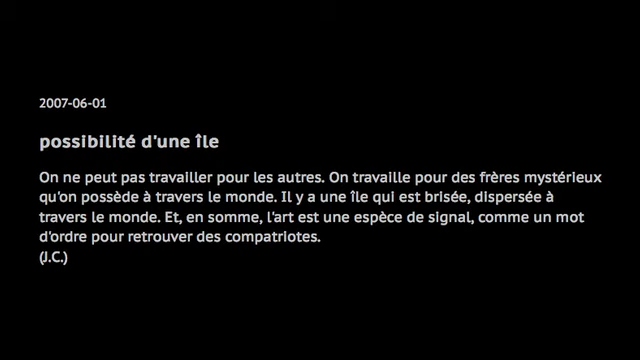 2007-06-01
possibilité d'une île
On ne peut pas travailler pour les autres. On travaille pour des frères mystérieux
qu'on possède à travers le monde. Il y a une île qui est brisée, dispersée à
travers le monde. Et, en somme, l'art est une espèce de signal, comme un mot
d'ordre pour retrouver des compatriotes.
(J.C.)